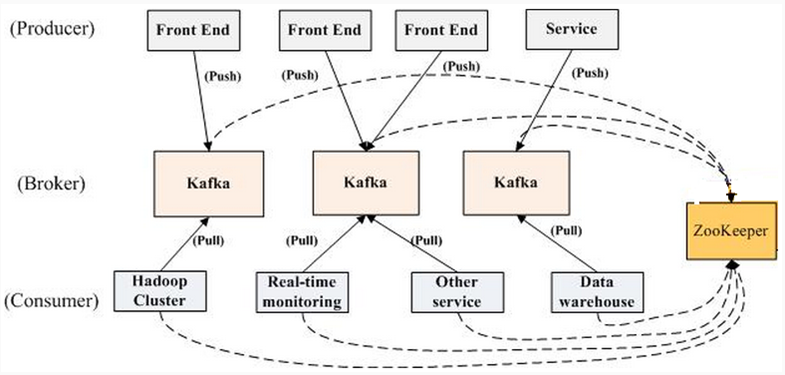 (Producer)
Front End
Front End
Front End
Service
(Push)
(Push)
(Push)
(Push)
(Broker)
Kafka
Kafka
Kafka
ZooKeeper
(Pull)
(Pull)
(Pull)
(Pull)
(Consumer)
Hadoop
Cluster
Real-time
monitoring
Other
service
Data
warehouse